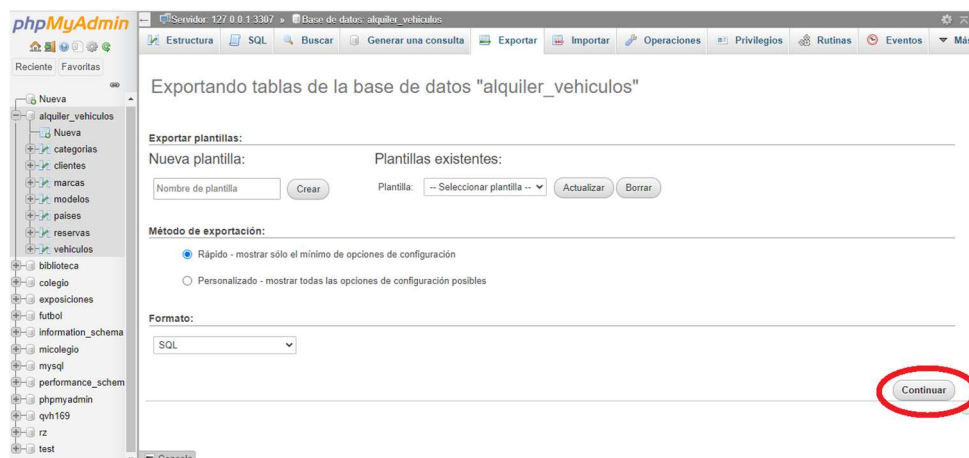 phpMyAdmin
Reciente Favoritas
Nueva
alquiler_vehiculos
Nueva
categorias
clientes
marcas
modelos
paises
reservas
vehiculos
biblioteca
colegio
exposiciones
futbol
information_schema
micolegio
mysql
performance_schem
phpmyadmin
qvh169
rz
test
Servidor: 127.0.0.1:3307 » Base de datos: alquiler_vehiculos
Estructura SQL Buscar Generar una consulta Exportar Importar Operaciones Privilegios Rutinas Eventos Más
Exportando tablas de la base de datos "alquiler_vehiculos"
Exportar plantillas:
Nueva plantilla: Plantillas existentes:
Nombre de plantilla Crear Plantilla: -- Seleccionar plantilla -- Actualizar Borrar
Método de exportación:
Rápido - mostrar sólo el mínimo de opciones de configuración
Personalizado - mostrar todas las opciones de configuración posibles
Formato:
SQL
Continuar
Consola